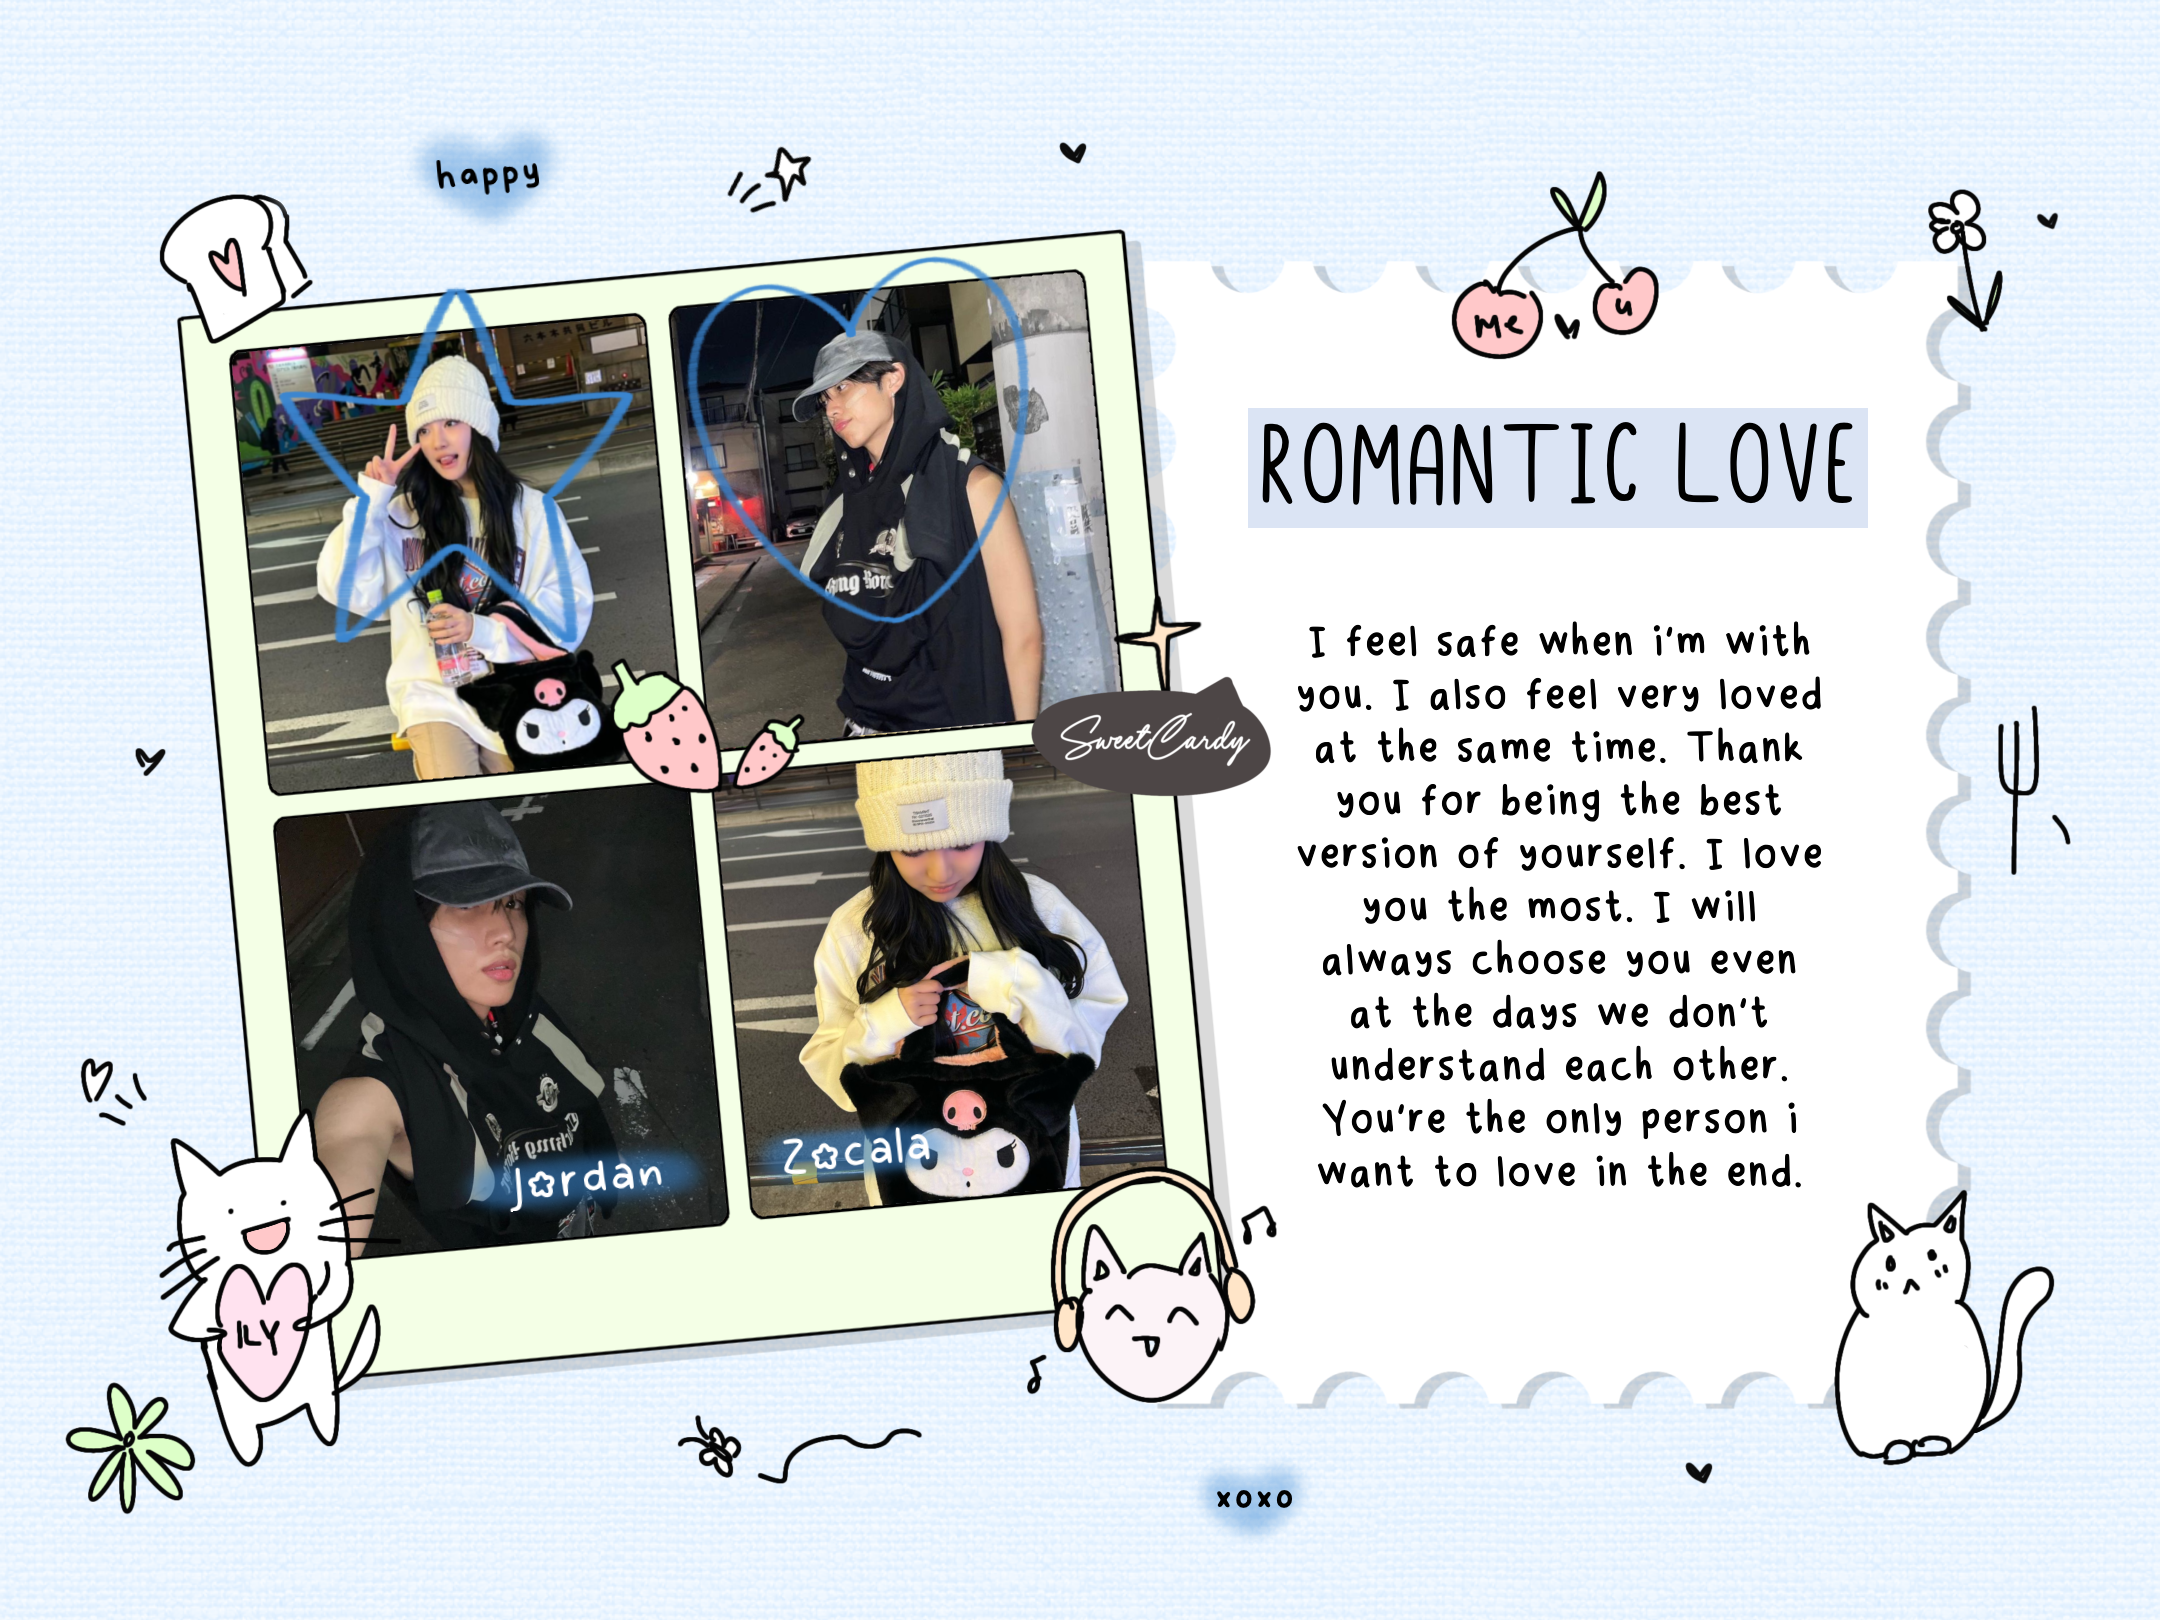 happy
me
u
ROMANTIC LOVE
I feel safe when i'm with
you. I also feel very loved
at the same time. Thank
you for being the best
version of yourself. I love
you the most. I will
always choose you even
at the days we don't
understand each other.
You're the only person i
want to love in the end.
SweetCardy
Jordan
Zocala
ILY
xoxo